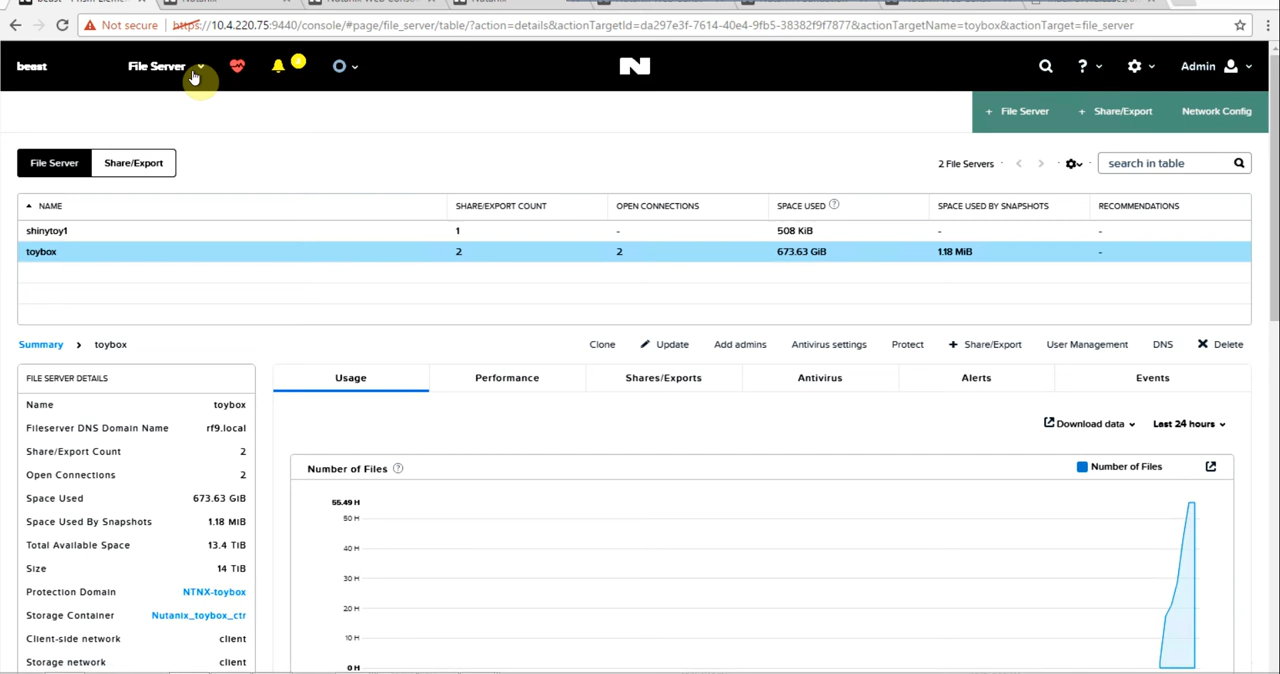 Nutanix
Nutanix Web Cons...
Nutanix
Not secure https://10.4.220.75:9440/console/#page/file_server/table/?action=details&actionTargetId=da297e3f-7614-40e4-9fb5-38382f9f7877&actionTargetName=toybox&actionTarget=file_server
beast File Server ? Admin
+ File Server + Share/Export Network Config
File Server Share/Export 2 File Servers search in table
NAME SHARE/EXPORT COUNT OPEN CONNECTIONS SPACE USED ? SPACE USED BY SNAPSHOTS RECOMMENDATIONS
shinytoy1 1 - 508 KiB - -
toybox 2 2 673.63 GiB 1.18 MiB -
Summary > toybox Clone Update Add admins Antivirus settings Protect + Share/Export User Management DNS Delete
FILE SERVER DETAILS
Name toybox
Fileserver DNS Domain Name rf9.local
Share/Export Count 2
Open Connections 2
Space Used 673.63 GiB
Space Used By Snapshots 1.18 MiB
Total Available Space 13.4 TiB
Size 14 TiB
Protection Domain NTNX-toybox
Storage Container Nutanix_toybox_ctr
Client-side network client
Storage network client
Usage Performance Shares/Exports Antivirus Alerts Events
Download data Last 24 hours
Number of Files ? Number of Files
55.49 H
50 H
40 H
30 H
20 H
10 H
0 H